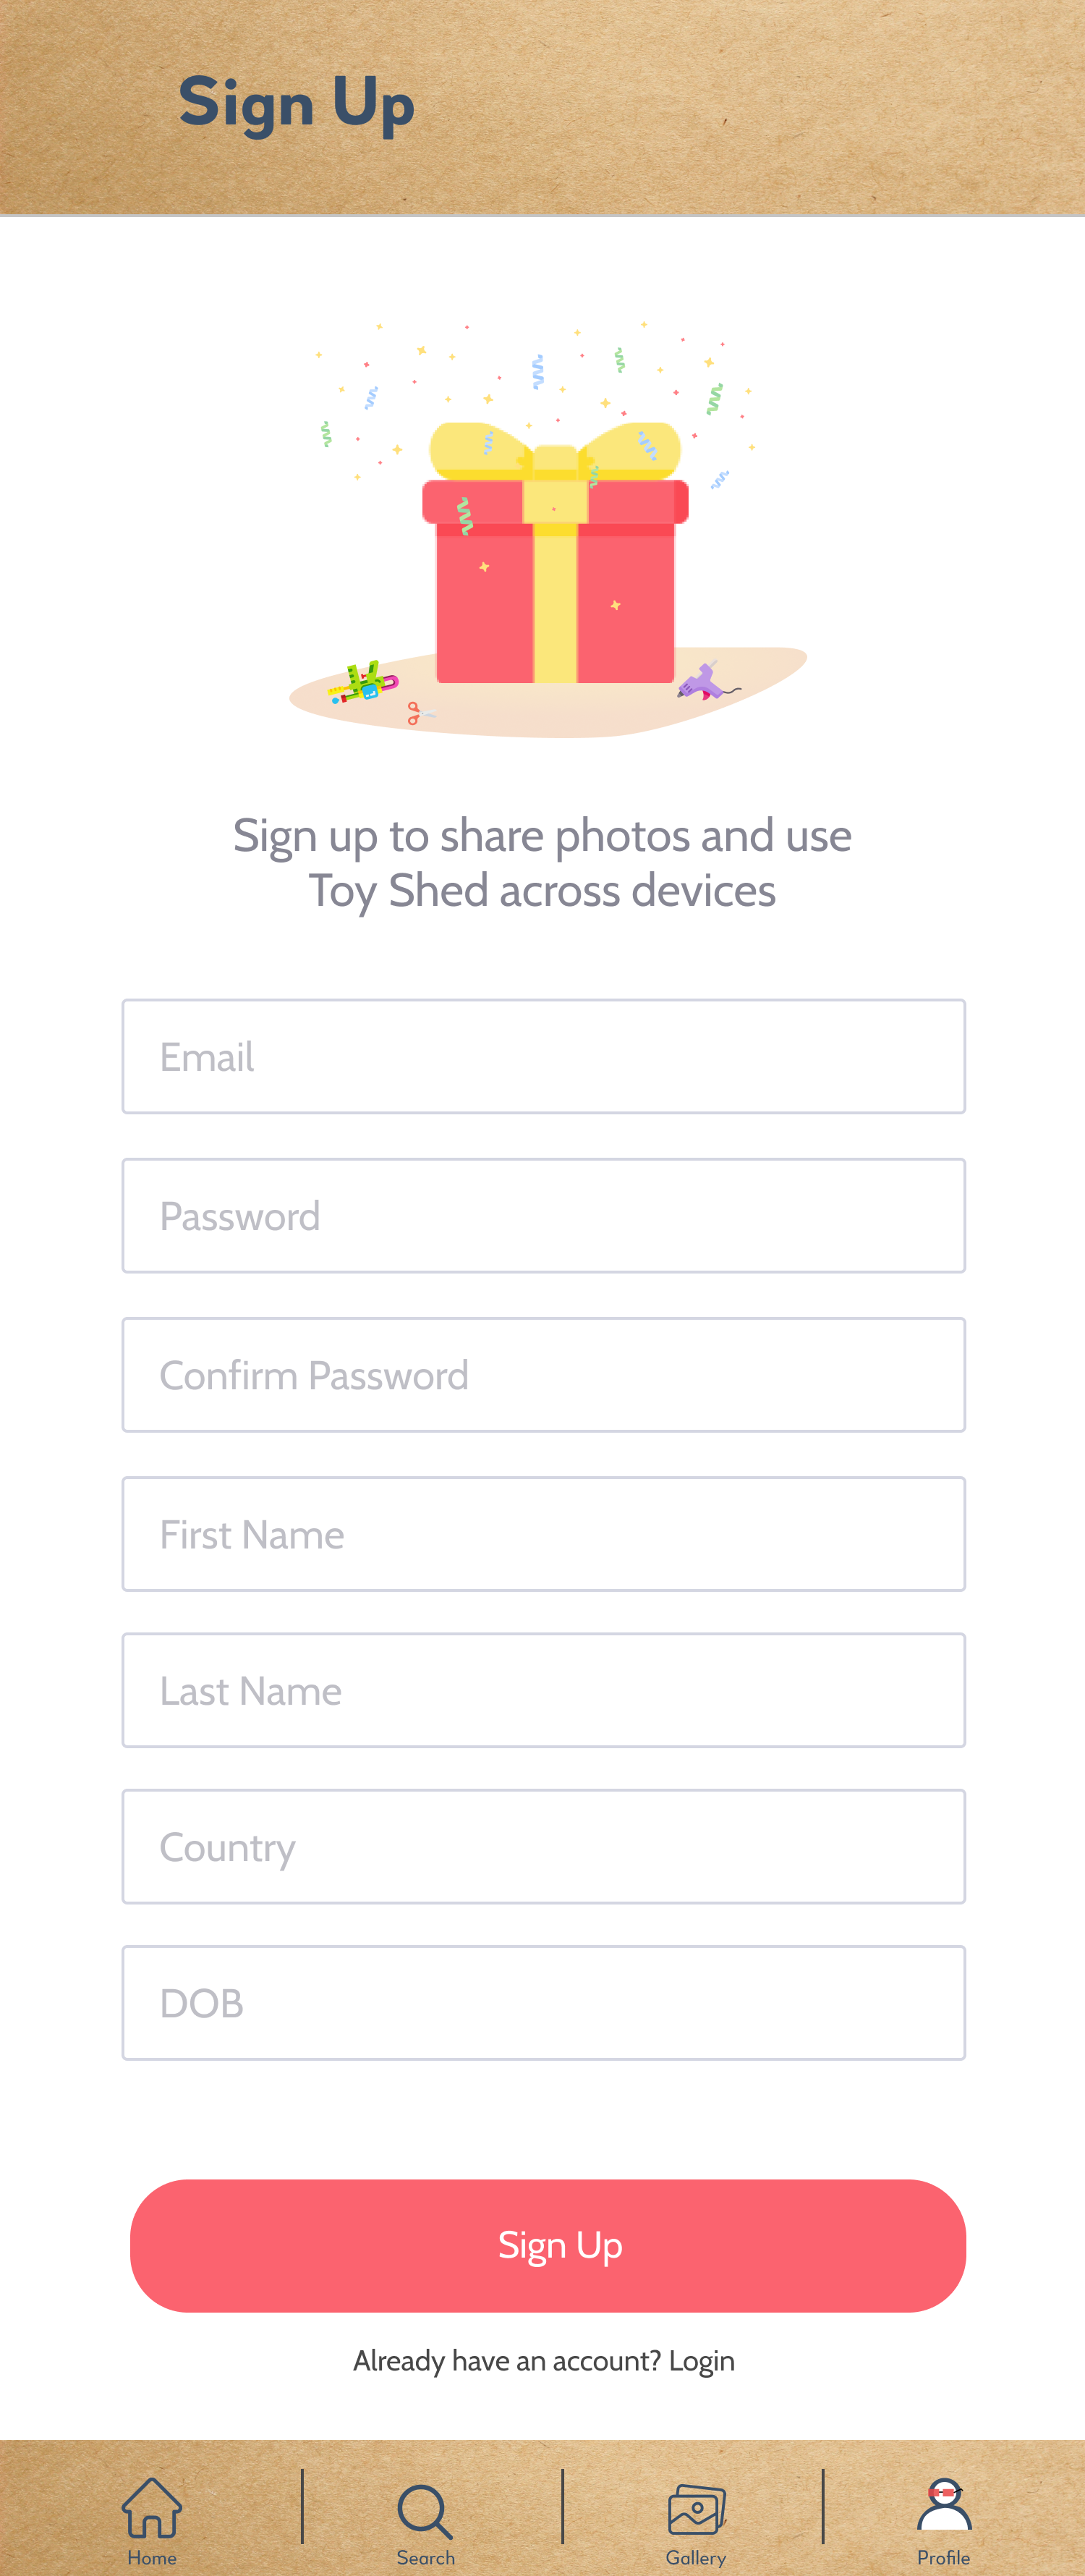 Sign Up
Sign up to share photos and use
Toy Shed across devices
Email
Password
Confirm Password
First Name
Last Name
Country
DOB
Sign Up
Already have an account? Login
Home
Search
Gallery
Profile